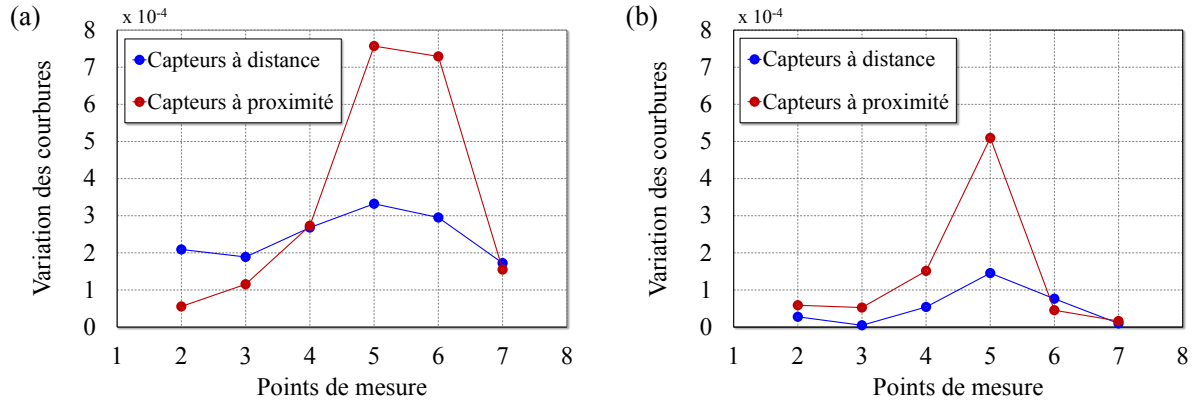 (a)
x 10-4
8
7
6
5
4
3
2
1
0
Variation des courbures
Capteurs à distance
Capteurs à proximité
1 2 3 4 5 6 7 8
Points de mesure
(b)
x 10-4
8
7
6
5
4
3
2
1
0
Variation des courbures
Capteurs à distance
Capteurs à proximité
1 2 3 4 5 6 7 8
Points de mesure